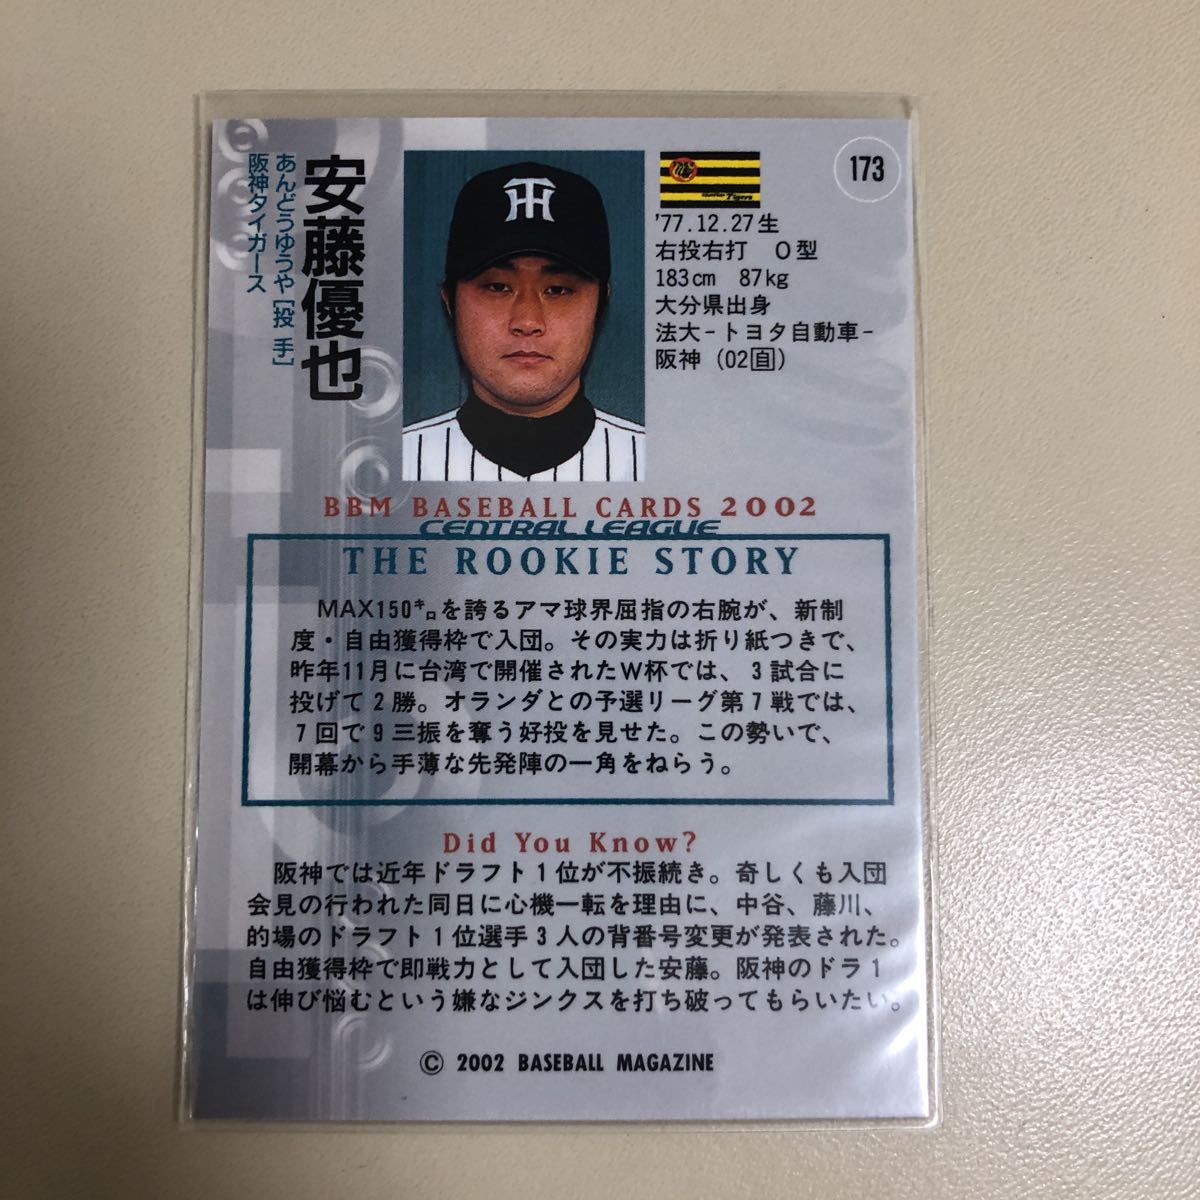 安藤優也
あんどうゆうや[投手]
阪神タイガース
TH
Tigers
173
'77.12.27生
右投右打 O型
183cm 87kg
大分県出身
法大-トヨタ自動車-
阪神(02自)
BBM BASEBALL CARDS 2002
CENTRAL LEAGUE
THE ROOKIE STORY
MAX150㌔を誇るアマ球界屈指の右腕が、新制
度・自由獲得枠で入団。その実力は折り紙つきで、
昨年11月に台湾で開催されたW杯では、3試合に
投げて2勝。オランダとの予選リーグ第7戦では、
7回で9三振を奪う好投を見せた。この勢いで、
開幕から手薄な先発陣の一角をねらう。
Did You Know?
阪神では近年ドラフト1位が不振続き。奇しくも入団
会見の行われた同日に心機一転を理由に、中谷、藤川、
的場のドラフト1位選手3人の背番号変更が発表された。
自由獲得枠で即戦力として入団した安藤。阪神のドラ1
は伸び悩むという嫌なジンクスを打ち破ってもらいたい。
© 2002 BASEBALL MAGAZINE